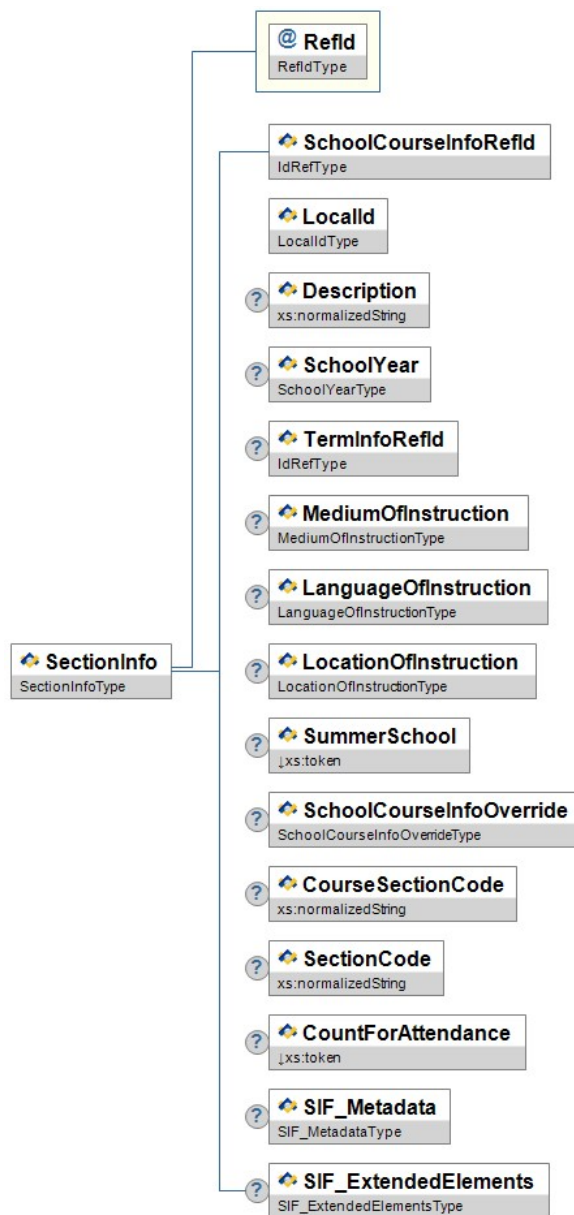 @ RefId
RefIdType
SchoolCourseInfoRefId
IdRefType
LocalId
LocalIdType
? Description
xs:normalizedString
? SchoolYear
SchoolYearType
? TermInfoRefId
IdRefType
? MediumOfInstruction
MediumOfInstructionType
? LanguageOfInstruction
LanguageOfInstructionType
SectionInfo
SectionInfoType
? LocationOfInstruction
LocationOfInstructionType
? SummerSchool
↓xs:token
? SchoolCourseInfoOverride
SchoolCourseInfoOverrideType
? CourseSectionCode
xs:normalizedString
? SectionCode
xs:normalizedString
? CountForAttendance
↓xs:token
? SIF_Metadata
SIF_MetadataType
? SIF_ExtendedElements
SIF_ExtendedElementsType